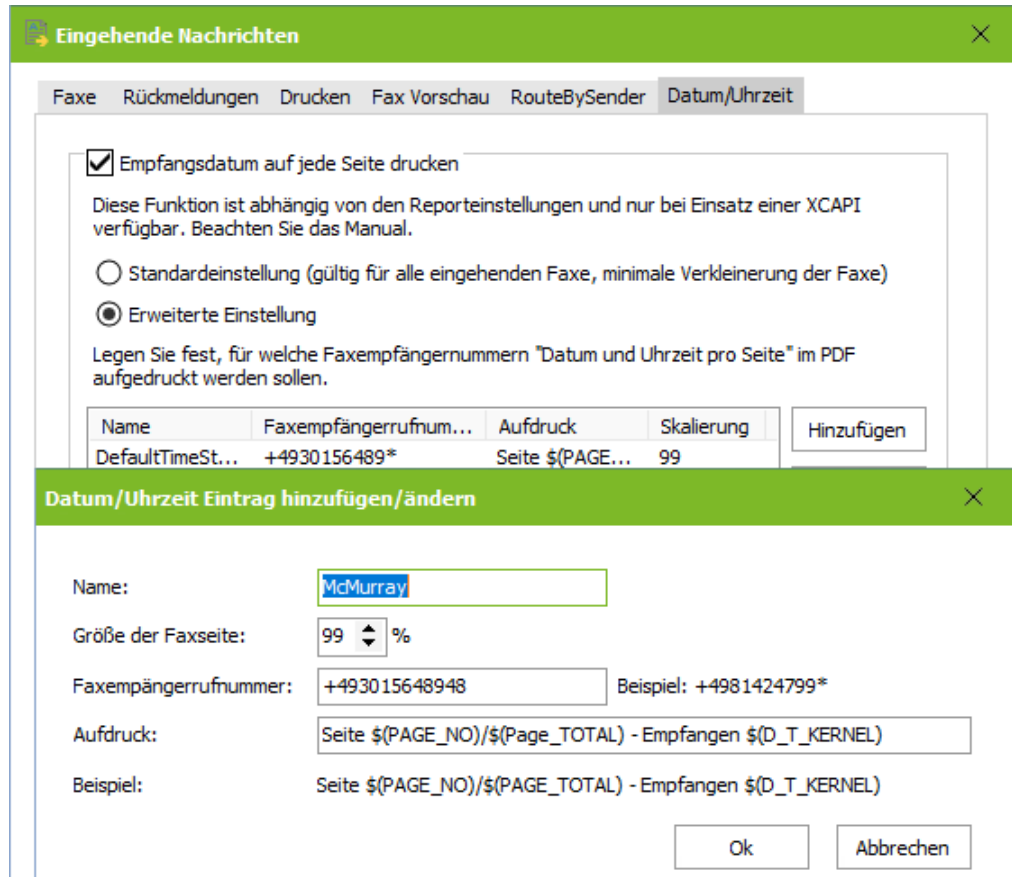 Eingehende Nachrichten
Faxe Rückmeldungen Drucken Fax Vorschau RouteBySender Datum/Uhrzeit
Empfangsdatum auf jede Seite drucken
Diese Funktion ist abhängig von den Reporteinstellungen und nur bei Einsatz einer XCAPI
verfügbar. Beachten Sie das Manual.
Standardeinstellung (gültig für alle eingehenden Faxe, minimale Verkleinerung der Faxe)
Erweiterte Einstellung
Legen Sie fest, für welche Faxempfängernummern "Datum und Uhrzeit pro Seite" im PDF
aufgedruckt werden sollen.
Name Faxempfängerrufnum... Aufdruck Skalierung Hinzufügen
DefaultTimeSt... +4930156489* Seite $(PAGE... 99
Datum/Uhrzeit Eintrag hinzufügen/ändern
Name: McMurray
Größe der Faxseite: 99 %
Faxempängerrufnummer: +493015648948 Beispiel: +4981424799*
Aufdruck: Seite $(PAGE_NO)/$(Page_TOTAL) - Empfangen $(D_T_KERNEL)
Beispiel: Seite $(PAGE_NO)/$(PAGE_TOTAL) - Empfangen $(D_T_KERNEL)
Ok Abbrechen